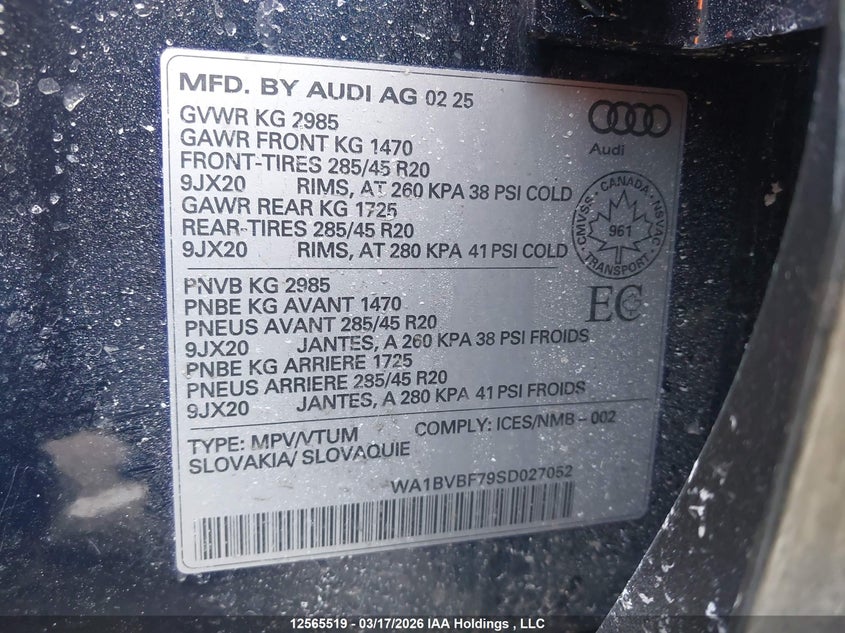 MFD. BY AUDI AG 02 25
GVWR KG 2985
GAWR FRONT KG 1470
FRONT-TIRES 285/45 R20
9JX20 RIMS, AT 260 KPA 38 PSI COLD
GAWR REAR KG 1725
REAR-TIRES 285/45 R20
9JX20 RIMS, AT 280 KPA 41 PSI COLD
Audi
CMVSS - CANADA - NSVAC
961
TRANSPORT
PNVB KG 2985
PNBE KG AVANT 1470
PNEUS AVANT 285/45 R20
9JX20 JANTES, A 260 KPA 38 PSI FROIDS
PNBE KG ARRIERE 1725
PNEUS ARRIERE 285/45 R20
9JX20 JANTES, A 280 KPA 41 PSI FROIDS
EC
TYPE: MPV/VTUM COMPLY: ICES/NMB-002
SLOVAKIA/ SLOVAQUIE
WA1BVBF79SD027052
12565519 - 03/17/2026 IAA Holdings , LLC